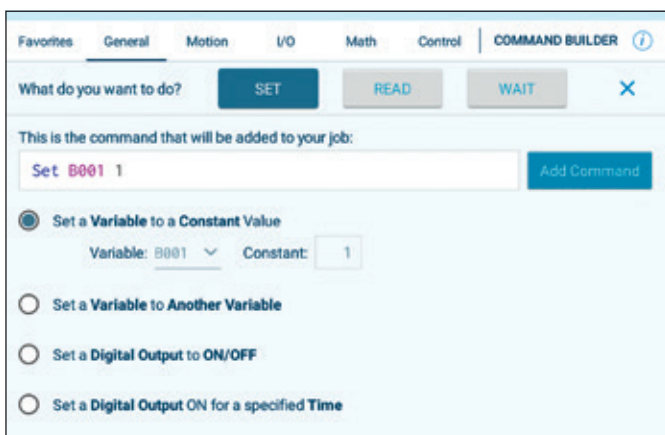 Favorites General Motion I/O Math Control COMMAND BUILDER i
What do you want to do? SET READ WAIT
This is the command that will be added to your job:
Set B001 1 Add Command
Set a Variable to a Constant Value
Variable: B001 Constant: 1
Set a Variable to Another Variable
Set a Digital Output to ON/OFF
Set a Digital Output ON for a specified Time